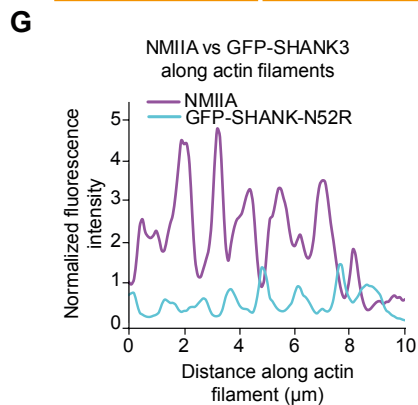 G
NMIIA vs GFP-SHANK3
along actin filaments
NMIIA
GFP-SHANK-N52R
Normalized fluorescence
intensity
5
4
3
2
1
0
0 2 4 6 8 10
Distance along actin
filament (μm)